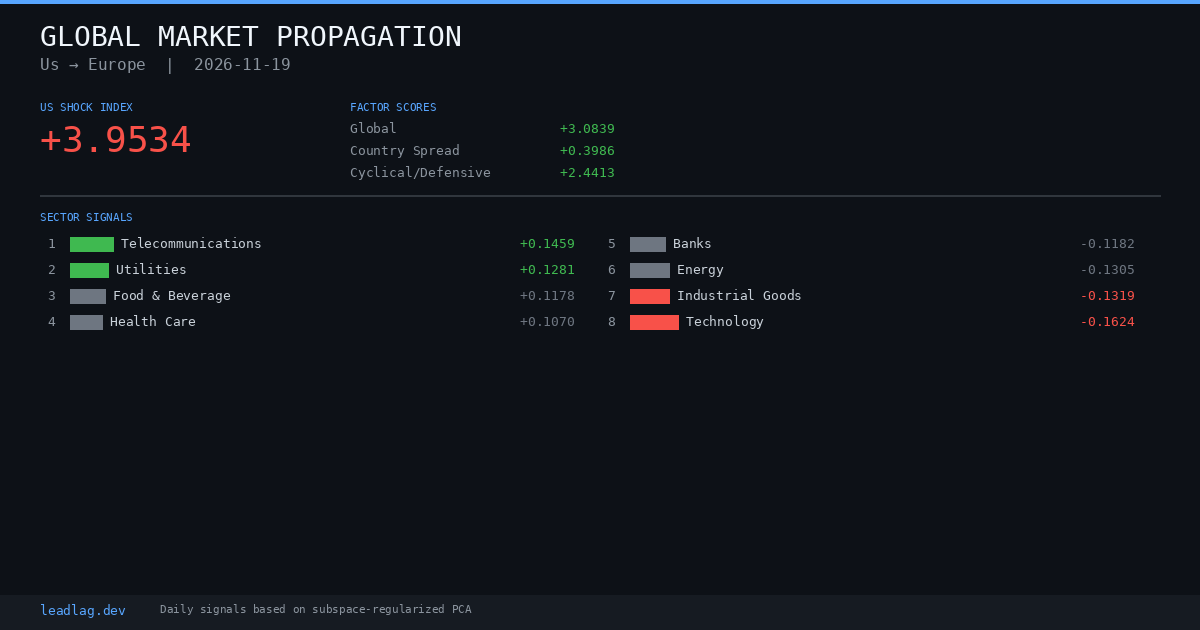 GLOBAL MARKET PROPAGATION
Us → Europe | 2026-11-19
US SHOCK INDEX
+3.9534
FACTOR SCORES
Global +3.0839
Country Spread +0.3986
Cyclical/Defensive +2.4413
SECTOR SIGNALS
1 Telecommunications +0.1459
2 Utilities +0.1281
3 Food & Beverage +0.1178
4 Health Care +0.1070
5 Banks -0.1182
6 Energy -0.1305
7 Industrial Goods -0.1319
8 Technology -0.1624
leadlag.dev
Daily signals based on subspace-regularized PCA